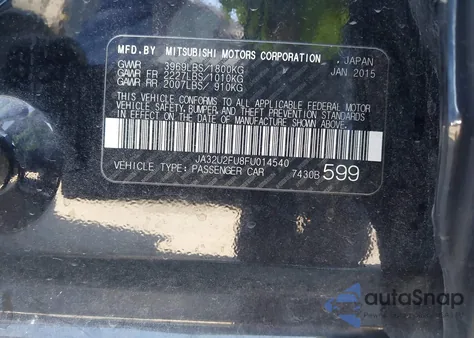 MFD.BY MITSUBISHI MOTORS CORPORATION , JAPAN
GVWR 3969LBS/1800KG JAN 2015
GAWR FR 2227LBS/1010KG
GAWR RR 2007LBS/ 910KG
THIS VEHICLE CONFORMS TO ALL APPLICABLE FEDERAL MOTOR
VEHICLE SAFETY, BUMPER AND THEFT PREVENTION STANDARDS
IN EFFECT ON THE DATE OF MANUFACTURE SHOWN ABOVE.
JA32U2FU8FU014540
VEHICLE TYPE: PASSENGER CAR 7430B 599
autoSnap